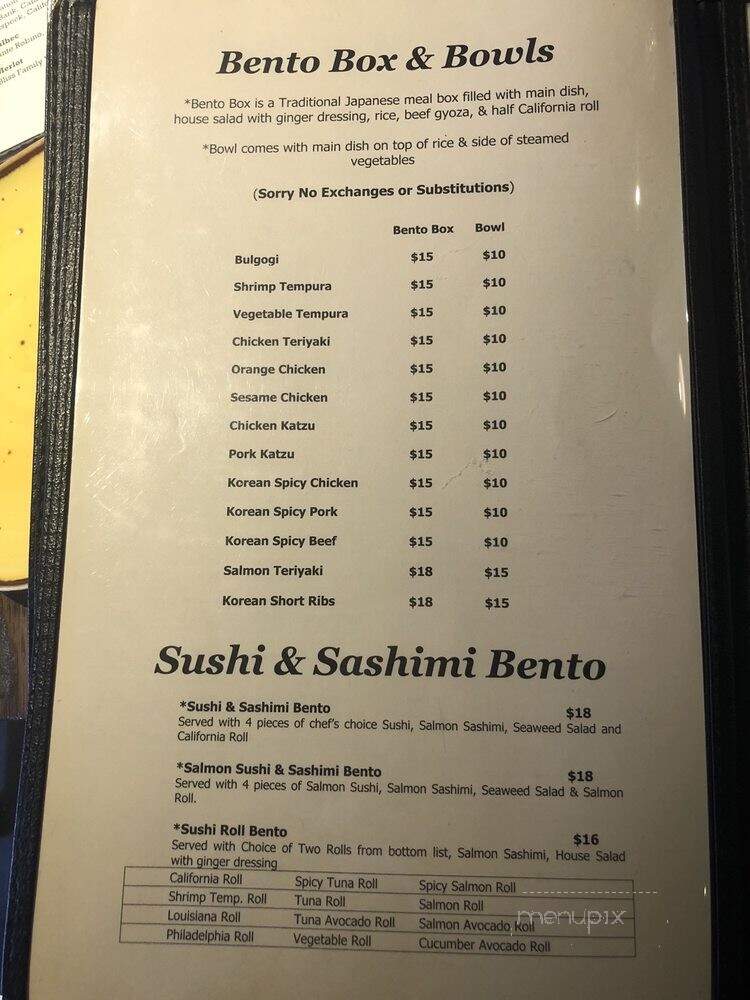 Bento Box & Bowls
*Bento Box is a Traditional Japanese meal box filled with main dish,
house salad with ginger dressing, rice, beef gyoza, & half California roll
*Bowl comes with main dish on top of rice & side of steamed
vegetables
(Sorry No Exchanges or Substitutions)
Bento Box Bowl
Bulgogi $15 $10
Shrimp Tempura $15 $10
Vegetable Tempura $15 $10
Chicken Teriyaki $15 $10
Orange Chicken $15 $10
Sesame Chicken $15 $10
Chicken Katzu $15 $10
Pork Katzu $15 $10
Korean Spicy Chicken $15 $10
Korean Spicy Pork $15 $10
Korean Spicy Beef $15 $10
Salmon Teriyaki $18 $15
Korean Short Ribs $18 $15
Sushi & Sashimi Bento
*Sushi & Sashimi Bento $18
Served with 4 pieces of chef's choice Sushi, Salmon Sashimi, Seaweed Salad and
California Roll
*Salmon Sushi & Sashimi Bento $18
Served with 4 pieces of Salmon Sushi, Salmon Sashimi, Seaweed Salad & Salmon
Roll.
*Sushi Roll Bento $16
Served with Choice of Two Rolls from bottom list, Salmon Sashimi, House Salad
with ginger dressing
California Roll Spicy Tuna Roll Spicy Salmon Roll
Shrimp Temp. Roll Tuna Roll Salmon Roll
Louisiana Roll Tuna Avocado Roll Salmon Avocado Roll
Philadelphia Roll Vegetable Roll Cucumber Avocado Roll
menupix